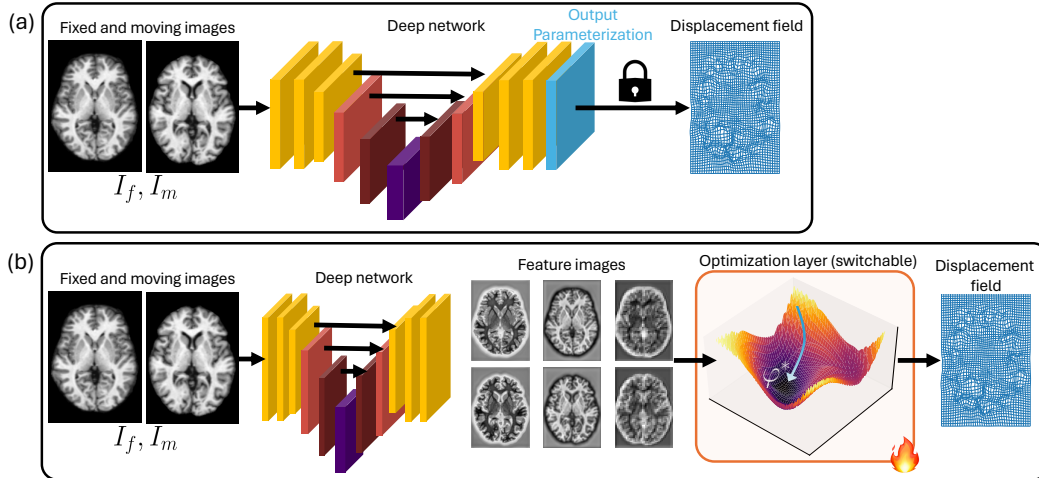 (a)
Fixed and moving images
Deep network
Output
Parameterization
Displacement field
I_f, I_m
(b)
Fixed and moving images
Deep network
Feature images
Optimization layer (switchable)
Displacement
field
φ*
I_f, I_m